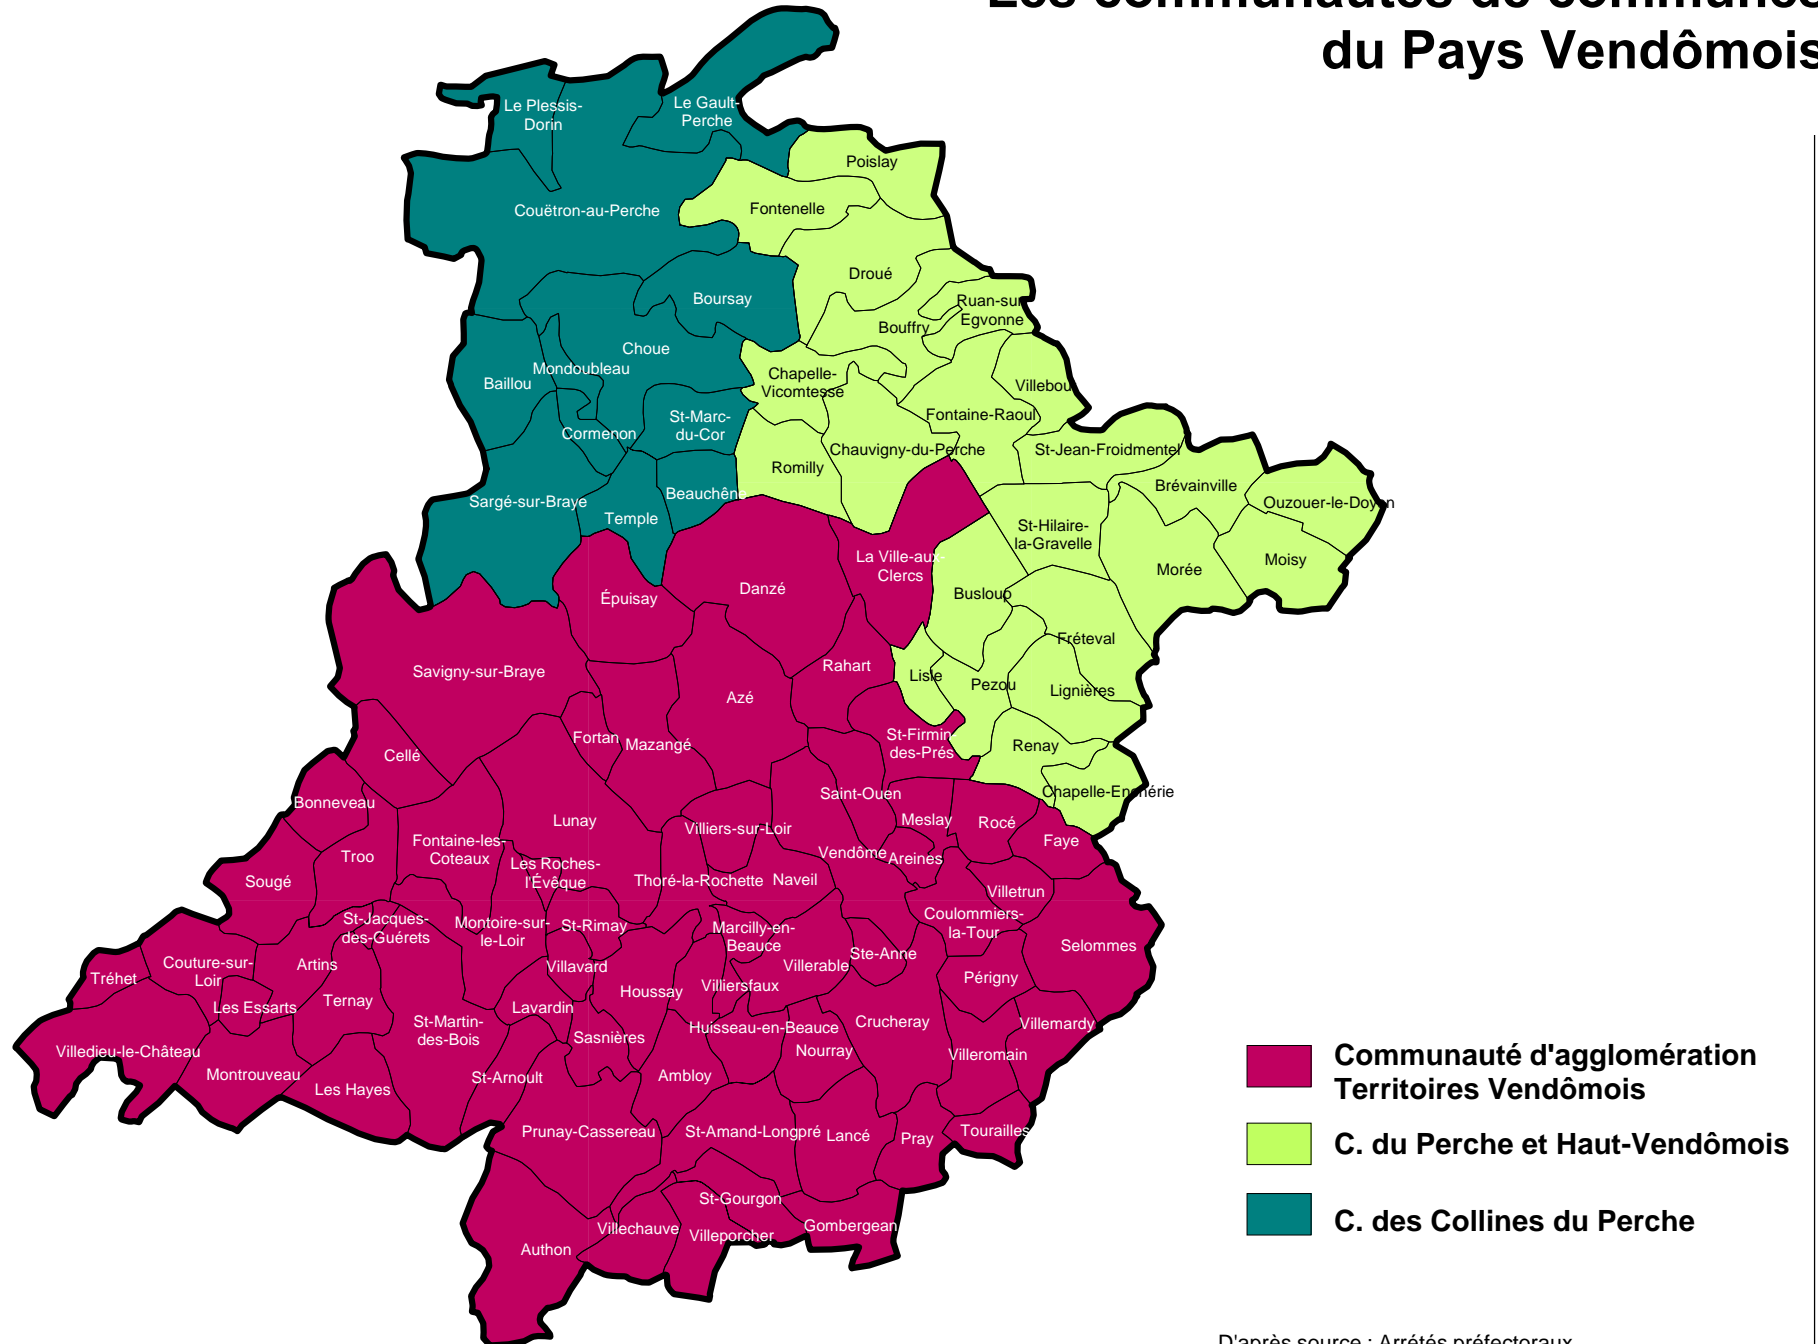 Les communautés de communes
du Pays Vendômois
Le Plessis-
Dorin
Le Gault-
Perche
Poislay
Couëtron-au-Perche
Fontenelle
Droué
Boursay
Ruan-sur
Egvonne
Bouffry
Choue
Mondoubleau
Baillou
Chapelle-
Vicomtesse
Villebou
Fontaine-Raoul
St-Marc-
du-Cor
Cormenon
Chauvigny-du-Perche
St-Jean-Froidmentel
Romilly
Brévainville
Ouzouer-le-Doyen
Sargé-sur-Braye
Beauchêne
Temple
St-Hilaire-
la-Gravelle
La Ville-aux-
Clercs
Moisy
Morée
Danzé
Épuisay
Busloup
Fréteval
Savigny-sur-Braye
Rahart
Lisle
Pezou
Lignières
Azé
Fortan
Mazangé
St-Firmin
des-Prés
Renay
Cellé
Chapelle-Enchérie
Saint-Ouen
Bonneveau
Lunay
Villiers-sur-Loir
Meslay
Rocé
Faye
Fontaine-les-
Coteaux
Troo
Vendôme
Areines
Les Roches-
l'Évêque
Sougé
Thoré-la-Rochette
Naveil
Villetrun
St-Jacques-
des-Guérets
Montoire-sur-
le-Loir
St-Rimay
Marcilly-en-
Beauce
Coulommiers-
la-Tour
Selommes
Ste-Anne
Couture-sur-
Loir
Artins
Villavard
Villerable
Tréhet
Périgny
Les Essarts
Ternay
Lavardin
Houssay
Villiersfaux
St-Martin-
des-Bois
Sasnières
Huisseau-en-Beauce
Crucheray
Villemardy
Villedieu-le-Château
Nourray
Villeromain
Montrouveau
Les Hayes
St-Arnoult
Ambloy
Prunay-Cassereau
St-Amand-Longpré
Lancé
Pray
Tourailles
St-Gourgon
Villechauve
Villeporcher
Gombergean
Authon
Communauté d'agglomération
Territoires Vendômois
C. du Perche et Haut-Vendômois
C. des Collines du Perche
D'après source : Arrêtés préfectoraux